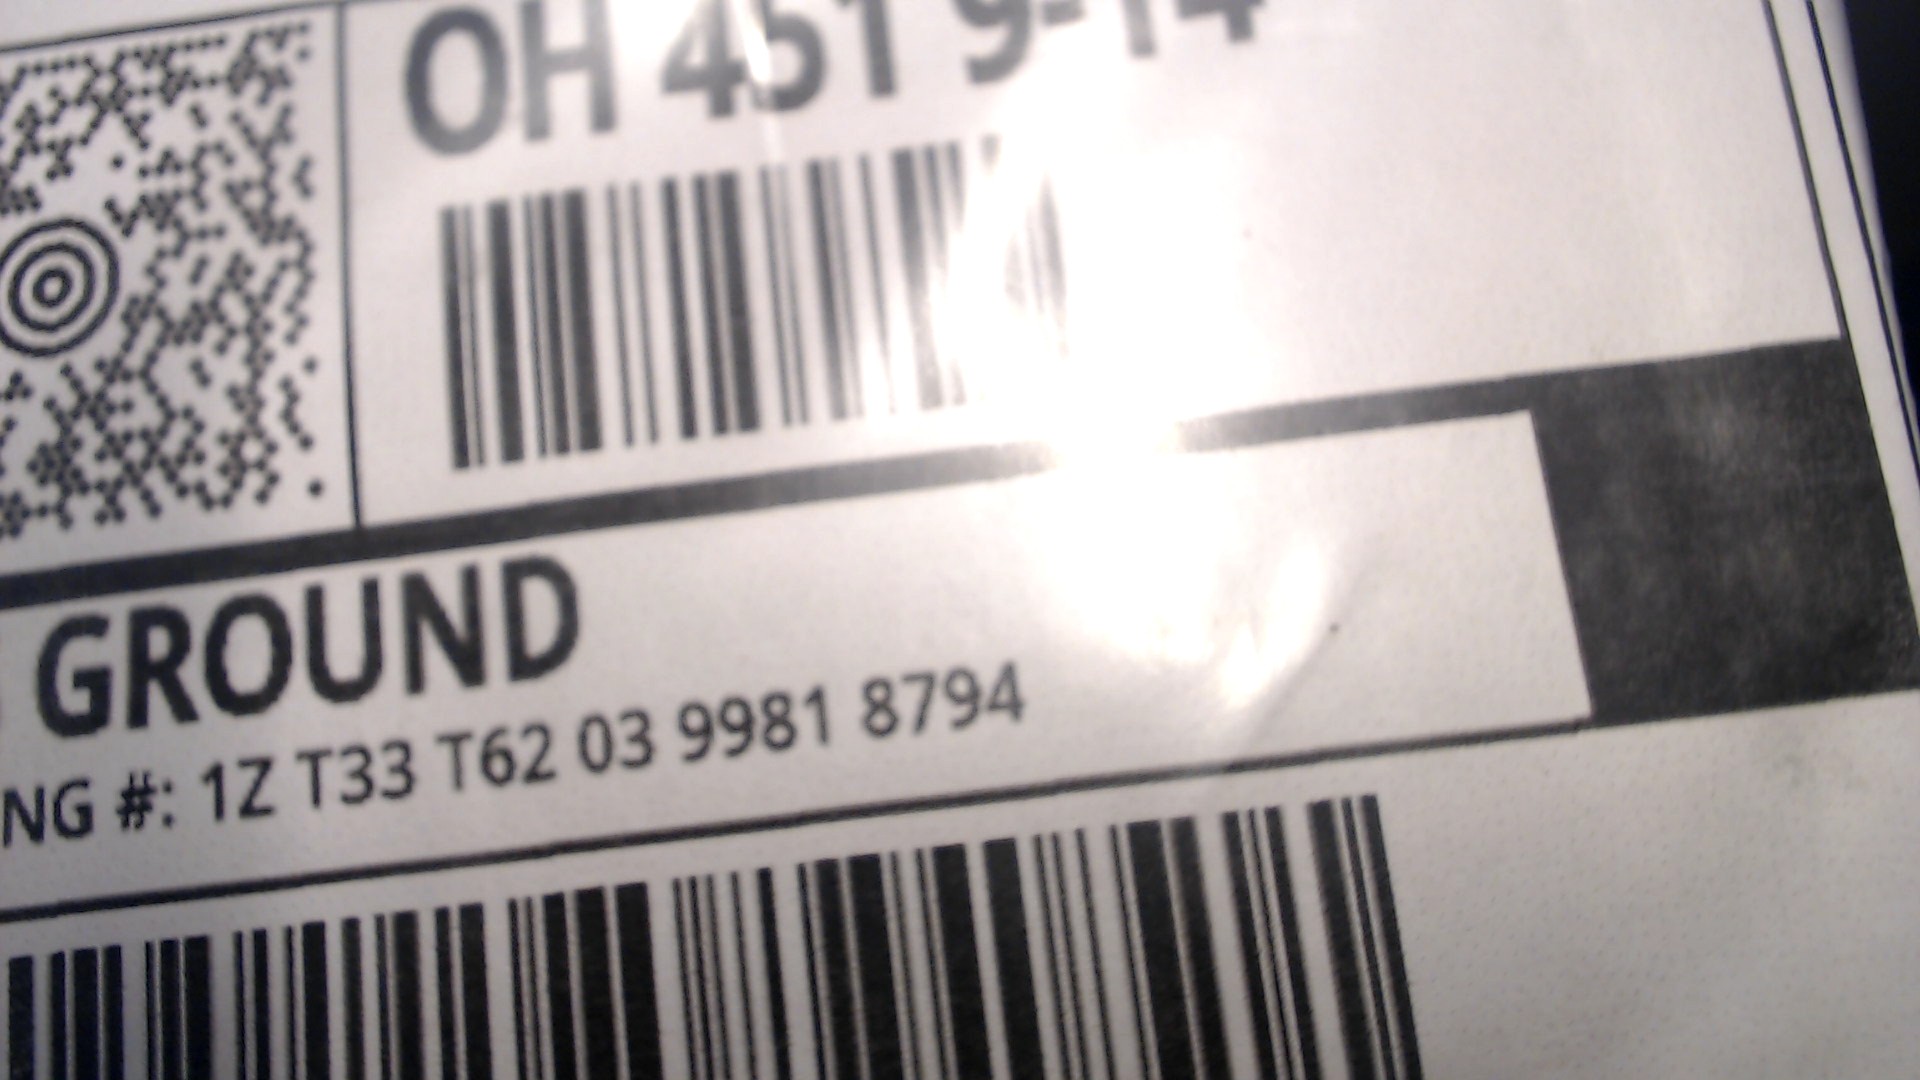 OH 451 9-14
GROUND
NG #: 1Z T33 T62 03 9981 8794